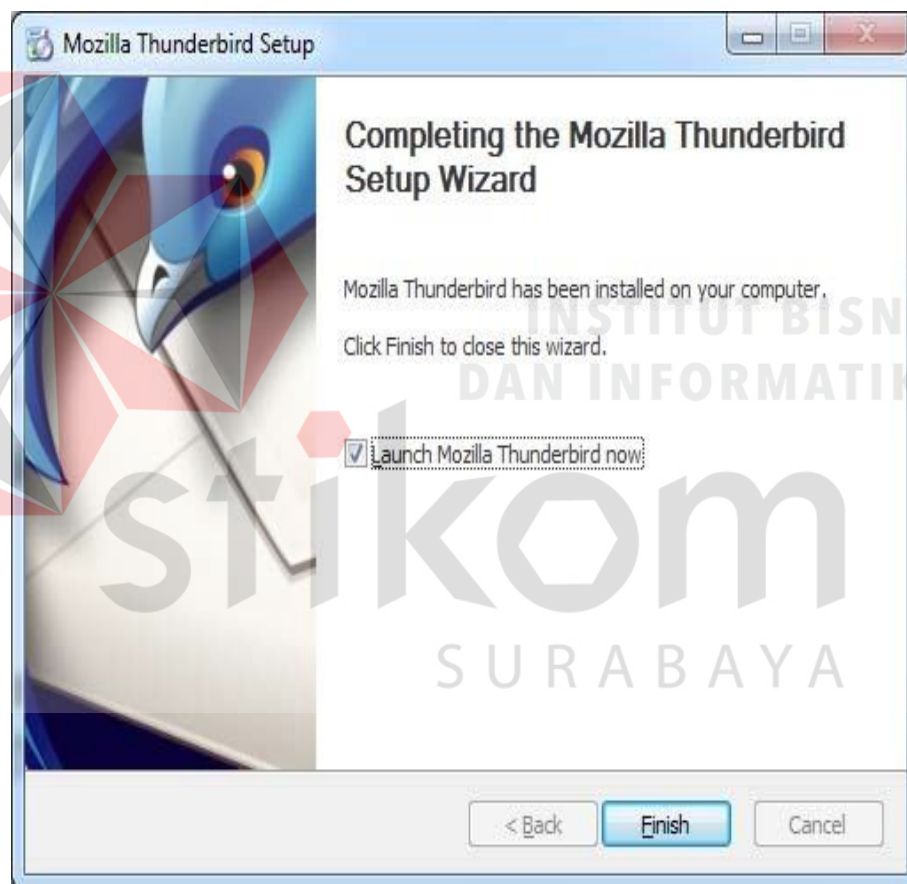 Mozilla Thunderbird Setup
Completing the Mozilla Thunderbird
Setup Wizard
Mozilla Thunderbird has been installed on your computer.
INSTITUT BISN
Click Finish to close this wizard.
DAN INFORMATIK
Launch Mozilla Thunderbird now
stikom
SURABAYA
< Back
Finish
Cancel